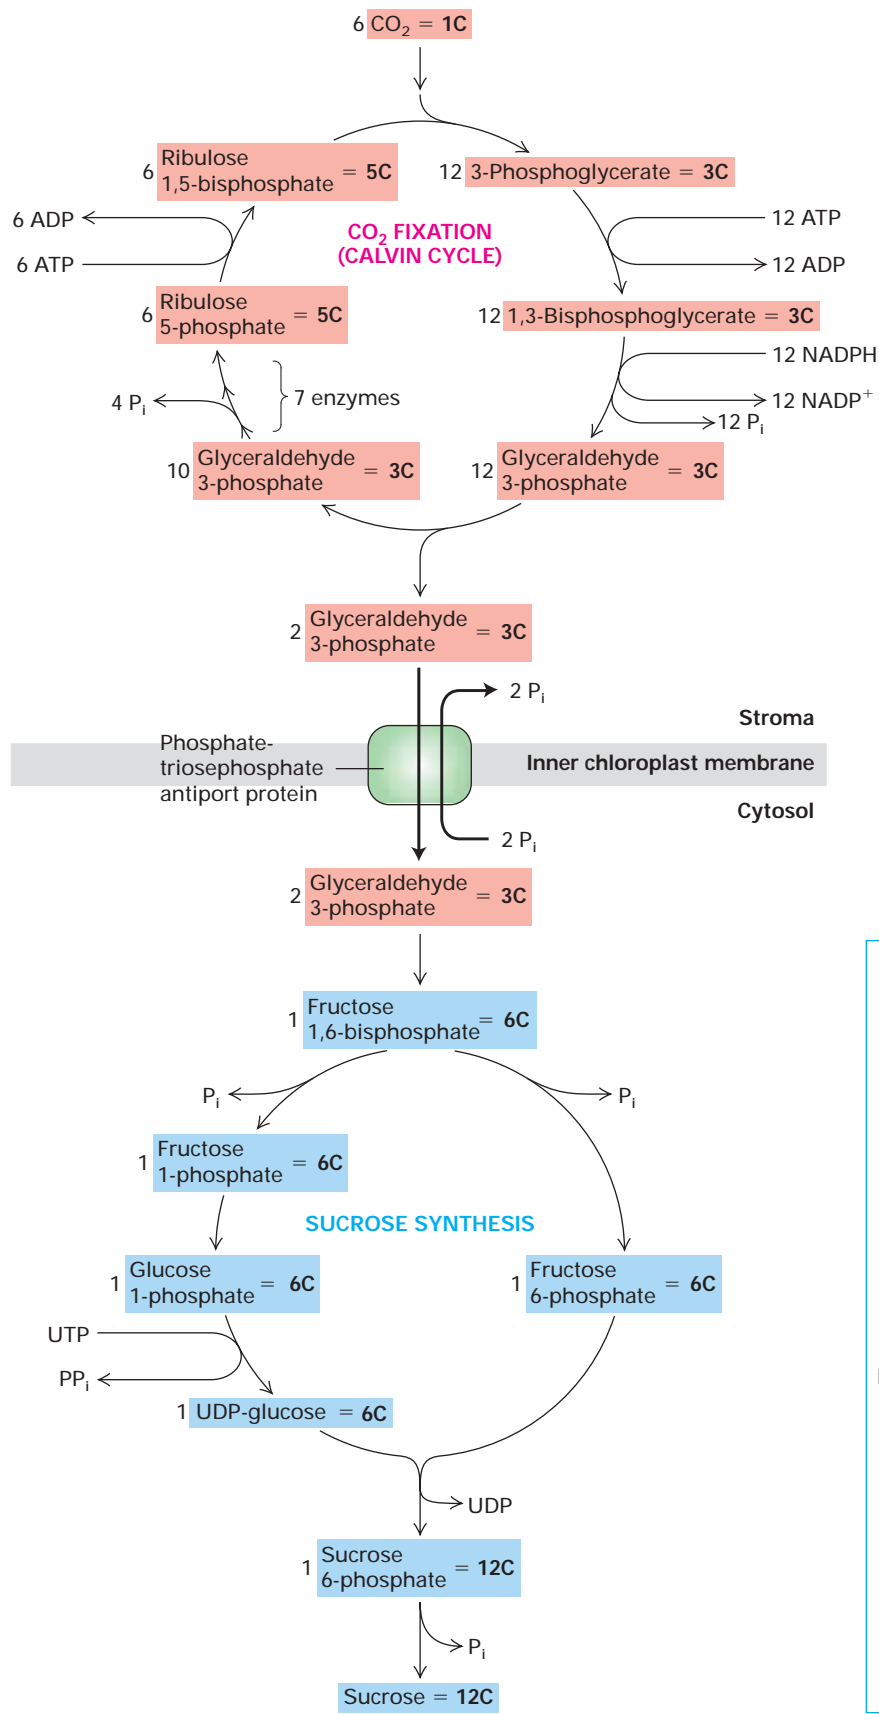 6 CO₂ = 1C
6 Ribulose
1,5-bisphosphate = 5C
12 3-Phosphoglycerate = 3C
6 ADP
6 ATP
CO₂ FIXATION
(CALVIN CYCLE)
12 ATP
12 ADP
6 Ribulose
5-phosphate = 5C
12 1,3-Bisphosphoglycerate = 3C
4 Pᵢ
7 enzymes
12 NADPH
12 NADP⁺
12 Pᵢ
10 Glyceraldehyde
3-phosphate = 3C
12 Glyceraldehyde
3-phosphate = 3C
2 Glyceraldehyde
3-phosphate = 3C
2 Pᵢ
Stroma
Phosphate-
triosephosphate
antiport protein
Inner chloroplast membrane
Cytosol
2 Pᵢ
2 Glyceraldehyde
3-phosphate = 3C
1 Fructose
1,6-bisphosphate = 6C
Pᵢ
Pᵢ
1 Fructose
1-phosphate = 6C
SUCROSE SYNTHESIS
1 Glucose
1-phosphate = 6C
1 Fructose
6-phosphate = 6C
UTP
PPᵢ
1 UDP-glucose = 6C
UDP
1 Sucrose
6-phosphate = 12C
Pᵢ
Sucrose = 12C